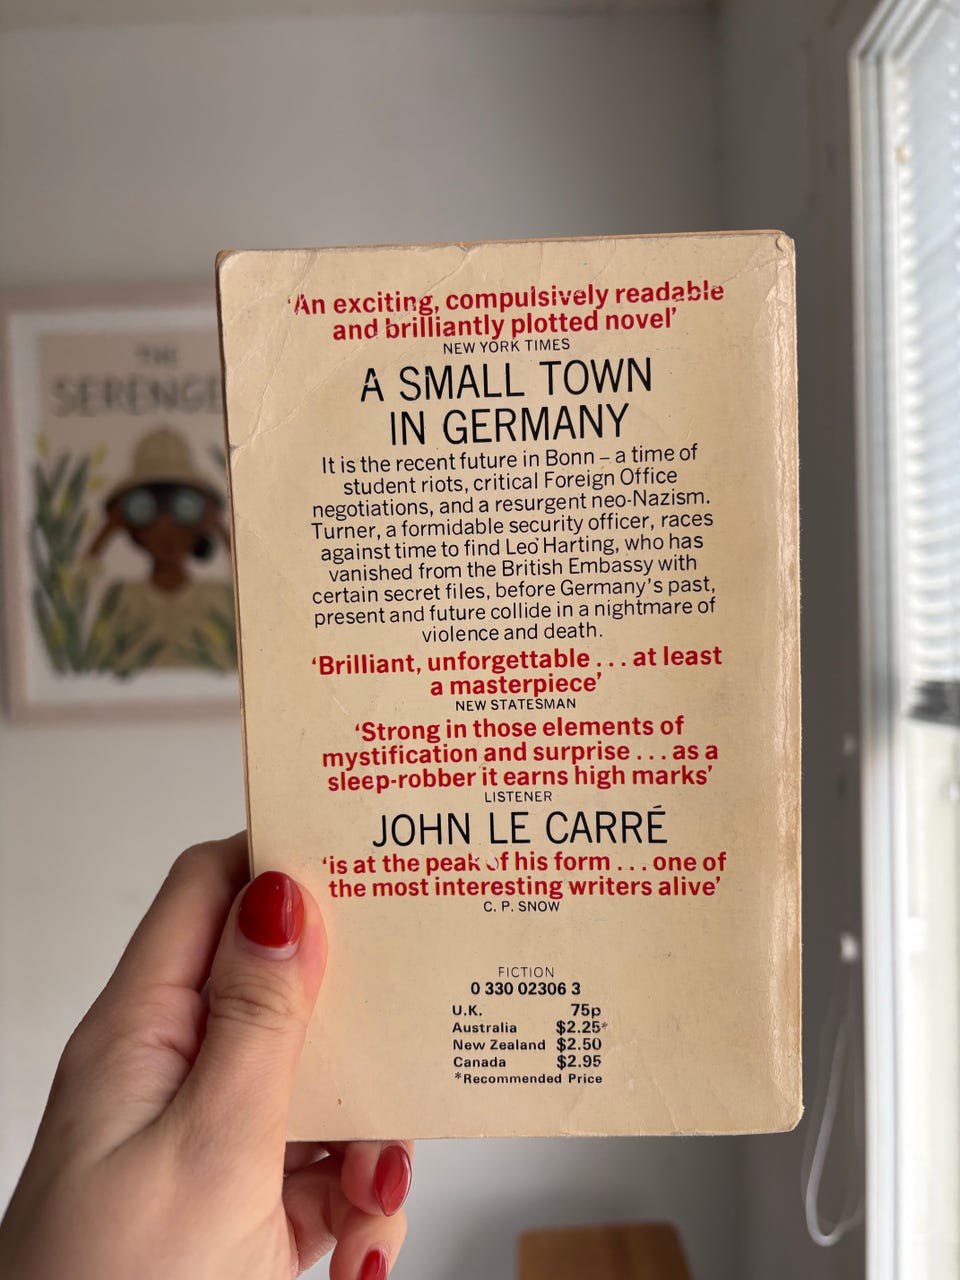 THE
SERENGE
'An exciting, compulsively readable
and brilliantly plotted novel'
NEW YORK TIMES
A SMALL TOWN
IN GERMANY
It is the recent future in Bonn – a time of
student riots, critical Foreign Office
negotiations, and a resurgent neo-Nazism.
Turner, a formidable security officer, races
against time to find Leo Harting, who has
vanished from the British Embassy with
certain secret files, before Germany's past,
present and future collide in a nightmare of
violence and death.
'Brilliant, unforgettable . . . at least
a masterpiece'
NEW STATESMAN
'Strong in those elements of
mystification and surprise . . . as a
sleep-robber it earns high marks'
LISTENER
JOHN LE CARRÉ
'is at the peak of his form . . . one of
the most interesting writers alive'
C. P. SNOW
FICTION
0 330 02306 3
U.K. 75p
Australia $2.25*
New Zealand $2.50
Canada $2.95
*Recommended Price